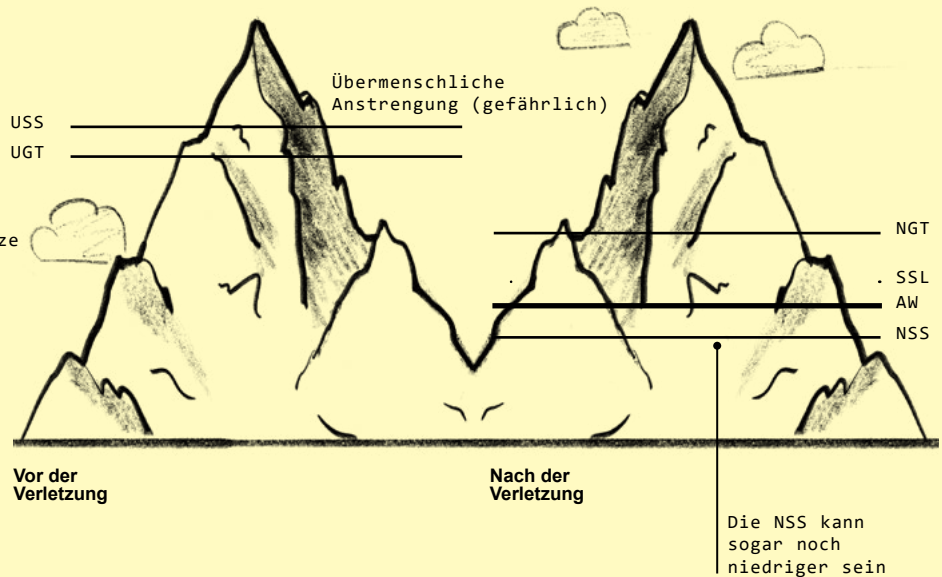 Übermenschliche
Anstrengung (gefährlich)
USS
UGT
ze
NGT
SSL
AW
NSS
Vor der
Verletzung
Nach der
Verletzung
Die NSS kann
sogar noch
niedriger sein